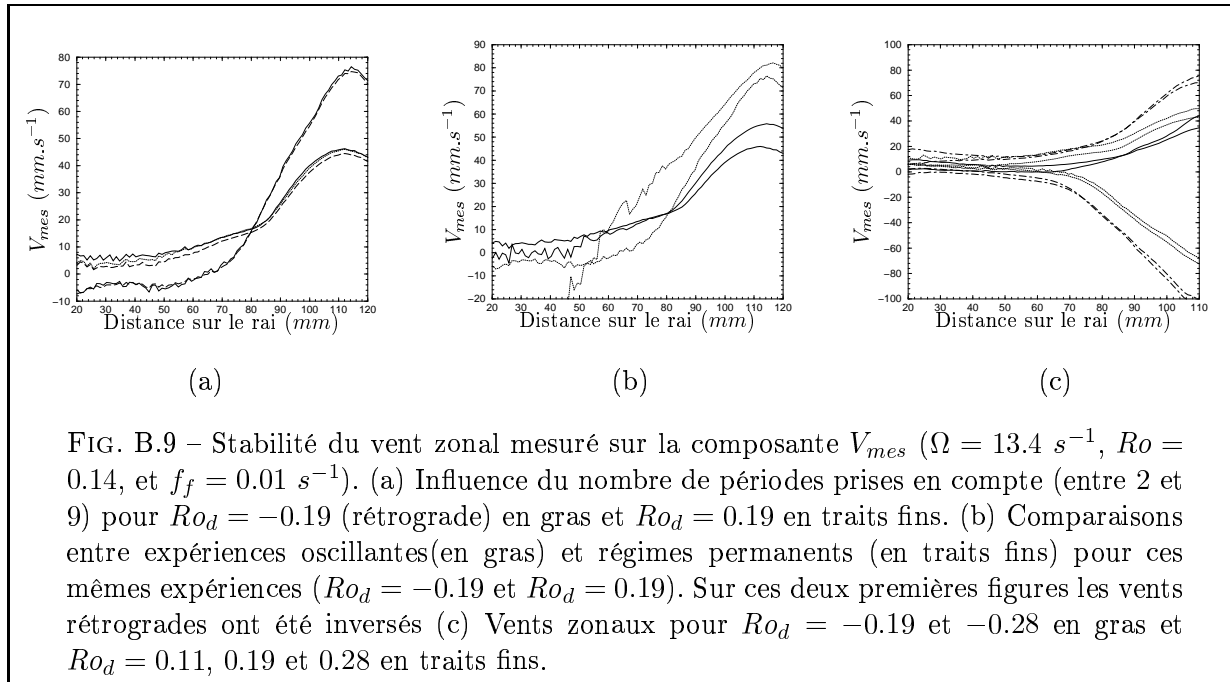 80
70
60
50
40
30
20
10
0
−10
20 30 40 50 60 70 80 90 100 110 120
V_mes (mm.s⁻¹)
Distance sur le rai (mm)
(a)
90
80
70
60
50
40
30
20
10
0
−10
−20
20 30 40 50 60 70 80 90 100 110 120
V_mes (mm.s⁻¹)
Distance sur le rai (mm)
(b)
100
80
60
40
20
0
−20
−40
−60
−80
−100
20 30 40 50 60 70 80 90 100 110
V_mes (mm.s⁻¹)
Distance sur le rai (mm)
(c)
FIG. B.9 – Stabilité du vent zonal mesuré sur la composante V_mes (Ω = 13.4 s⁻¹, Ro =
0.14, et f_f = 0.01 s⁻¹). (a) Influence du nombre de périodes prises en compte (entre 2 et
9) pour Ro_d = −0.19 (rétrograde) en gras et Ro_d = 0.19 en traits fins. (b) Comparaisons
entre expériences oscillantes(en gras) et régimes permanents (en traits fins) pour ces
mêmes expériences (Ro_d = −0.19 et Ro_d = 0.19). Sur ces deux premières figures les vents
rétrogrades ont été inversés (c) Vents zonaux pour Ro_d = −0.19 et −0.28 en gras et
Ro_d = 0.11, 0.19 et 0.28 en traits fins.